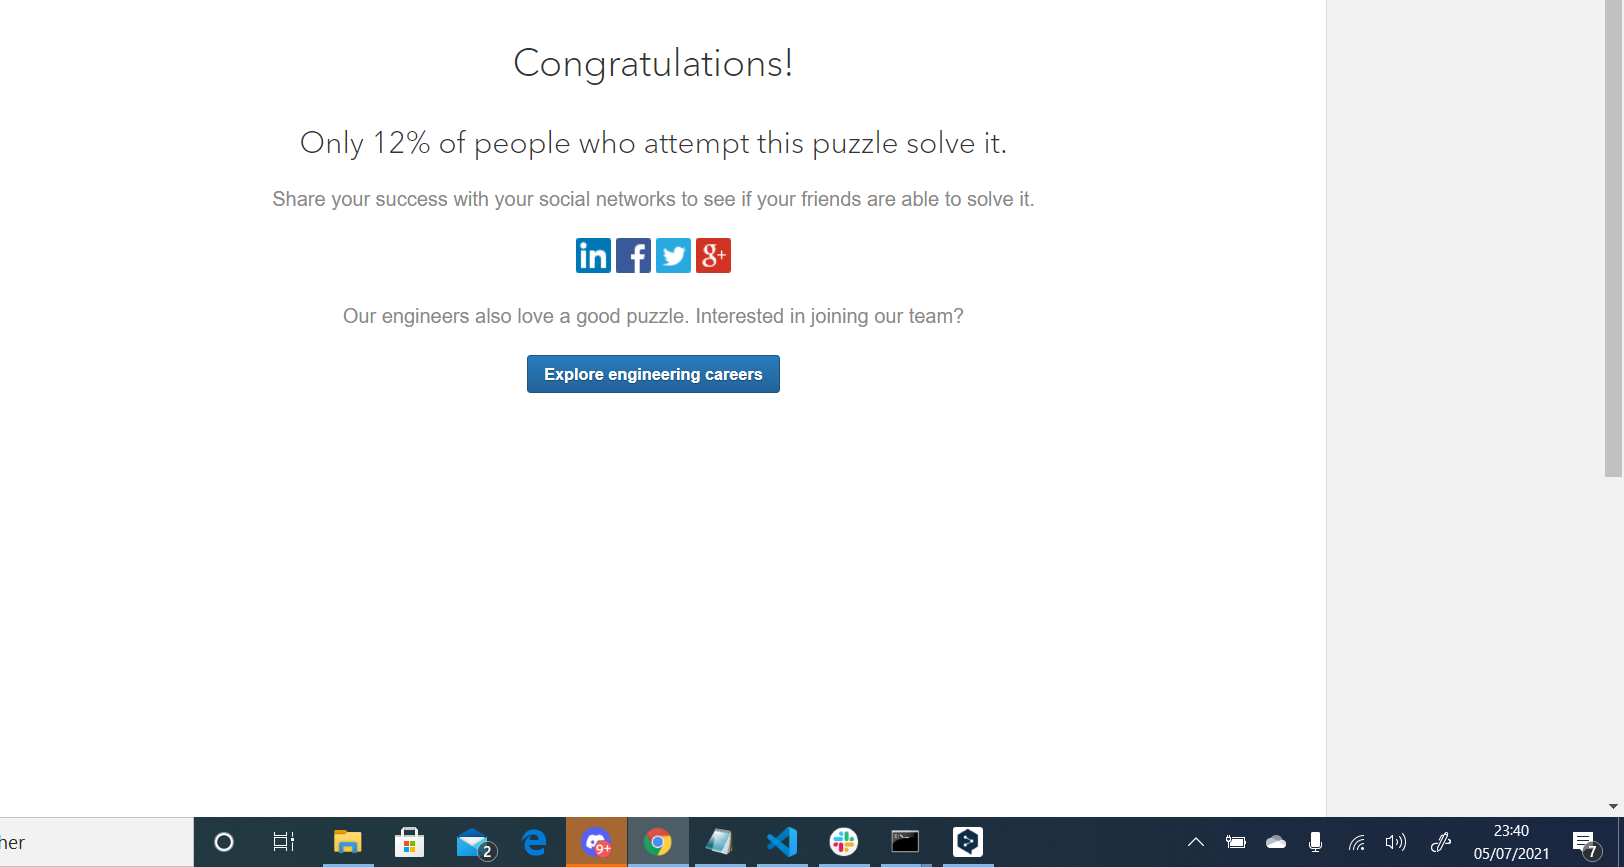 Congratulations!
Only 12% of people who attempt this puzzle solve it.
Share your success with your social networks to see if your friends are able to solve it.
in f g+
Our engineers also love a good puzzle. Interested in joining our team?
Explore engineering careers
her
2
9+
23:40
05/07/2021
7